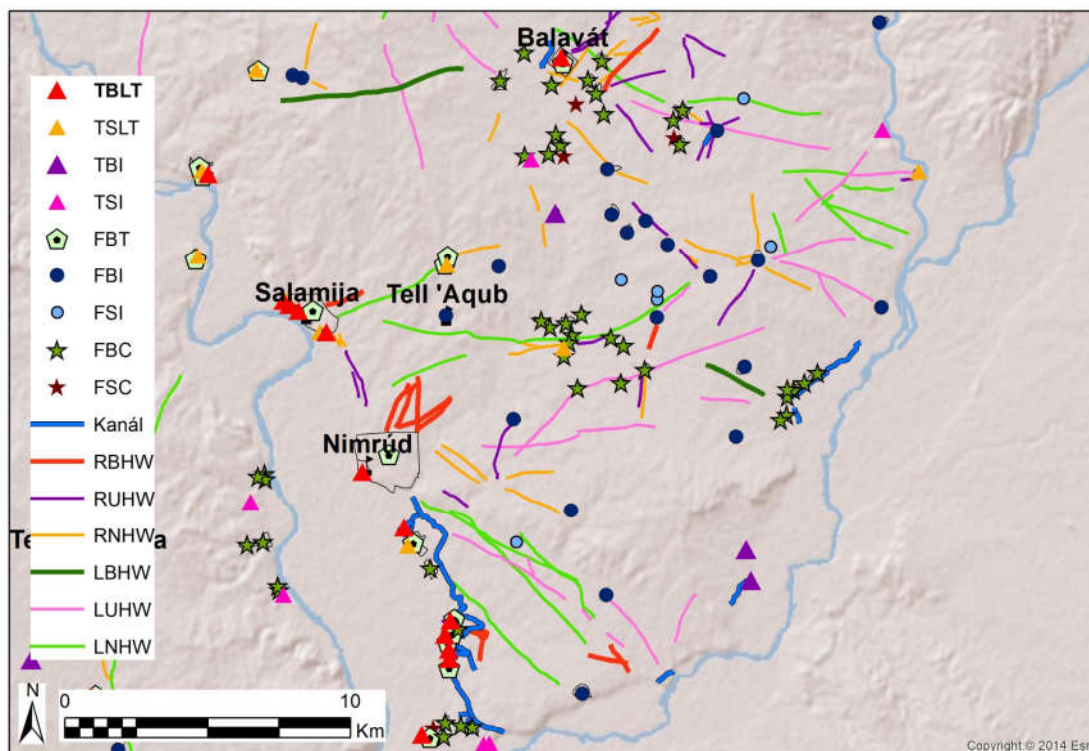 Balavát
TBLT
TSLT
TBI
TSI
FBT
FBI
FSI
FBC
FSC
Kanál
RBHW
RUHW
RNHW
LBHW
LUHW
LNHW
Salamija
Tell 'Aqub
Nimrúd
N
0
10
Km
Copyright © 2014 Es